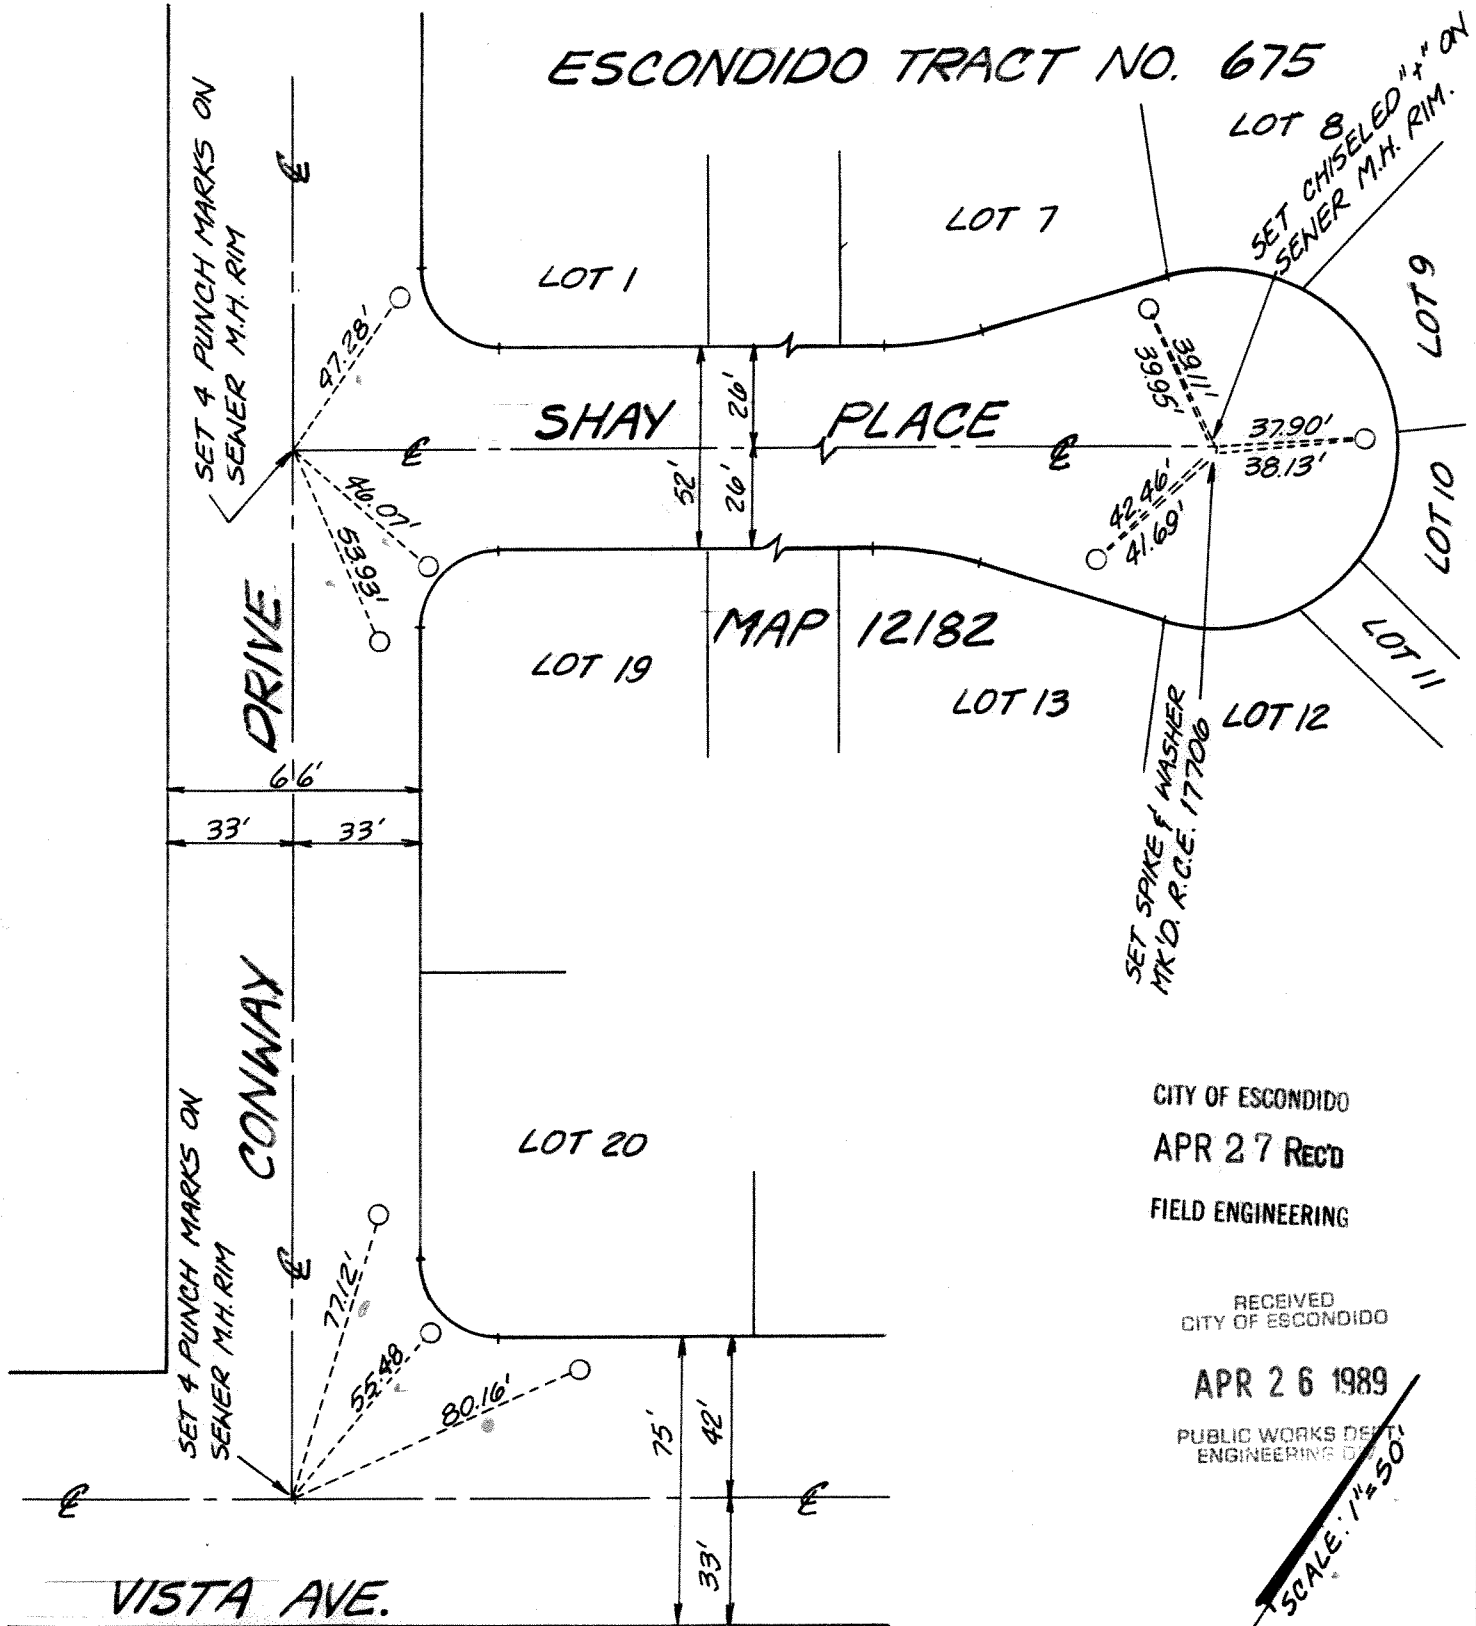 ESCONDIDO TRACT NO. 675
SET 4 PUNCH MARKS ON
SEWER M.H. RIM
℄
LOT 8
SET CHISELED "x" ON
SEWER M.H. RIM.
LOT 7
LOT 1
LOT 9
47.28'
39.11'
39.95'
SHAY PLACE
26'
37.90'
℄
℄
52'
26'
38.13'
46.07'
53.93'
42.46'
41.69'
LOT 10
MAP 12182
LOT 19
LOT 13
LOT 12
LOT 11
DRIVE
66'
33'
33'
SET SPIKE & WASHER
MK'D. R.C.E. 17706
CONWAY
LOT 20
CITY OF ESCONDIDO
APR 27 REC'D
FIELD ENGINEERING
SET 4 PUNCH MARKS ON
SEWER M.H. RIM
℄
77.12'
55.48
80.16'
75'
42'
33'
℄
℄
RECEIVED
CITY OF ESCONDIDO
APR 26 1989
PUBLIC WORKS DEPT.
ENGINEERING
SCALE: 1"=50'
VISTA AVE.